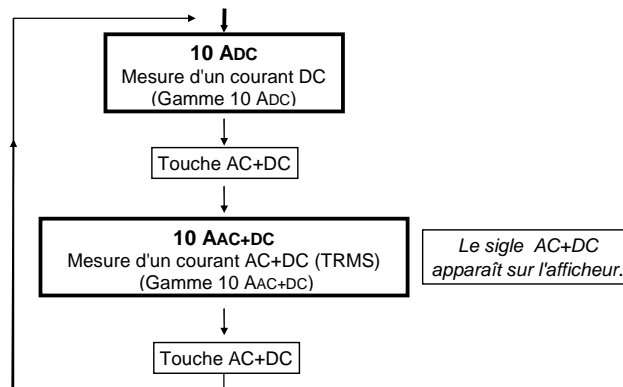 10 ADC
Mesure d'un courant DC
(Gamme 10 ADC)
Touche AC+DC
10 AAC+DC
Mesure d'un courant AC+DC (TRMS)
(Gamme 10 AAC+DC)
Le sigle AC+DC
apparaît sur l'afficheur.
Touche AC+DC